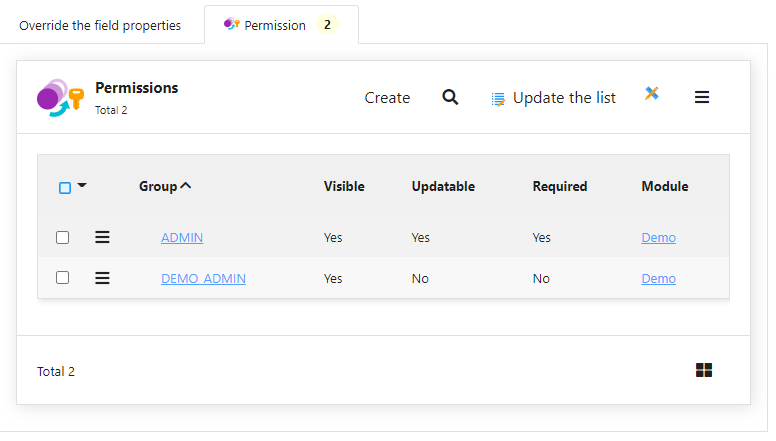 Override the field properties Permission 2
Permissions
Total 2
Create Update the list
Group Visible Updatable Required Module
ADMIN Yes Yes Yes Demo
DEMO_ADMIN Yes No No Demo
Total 2